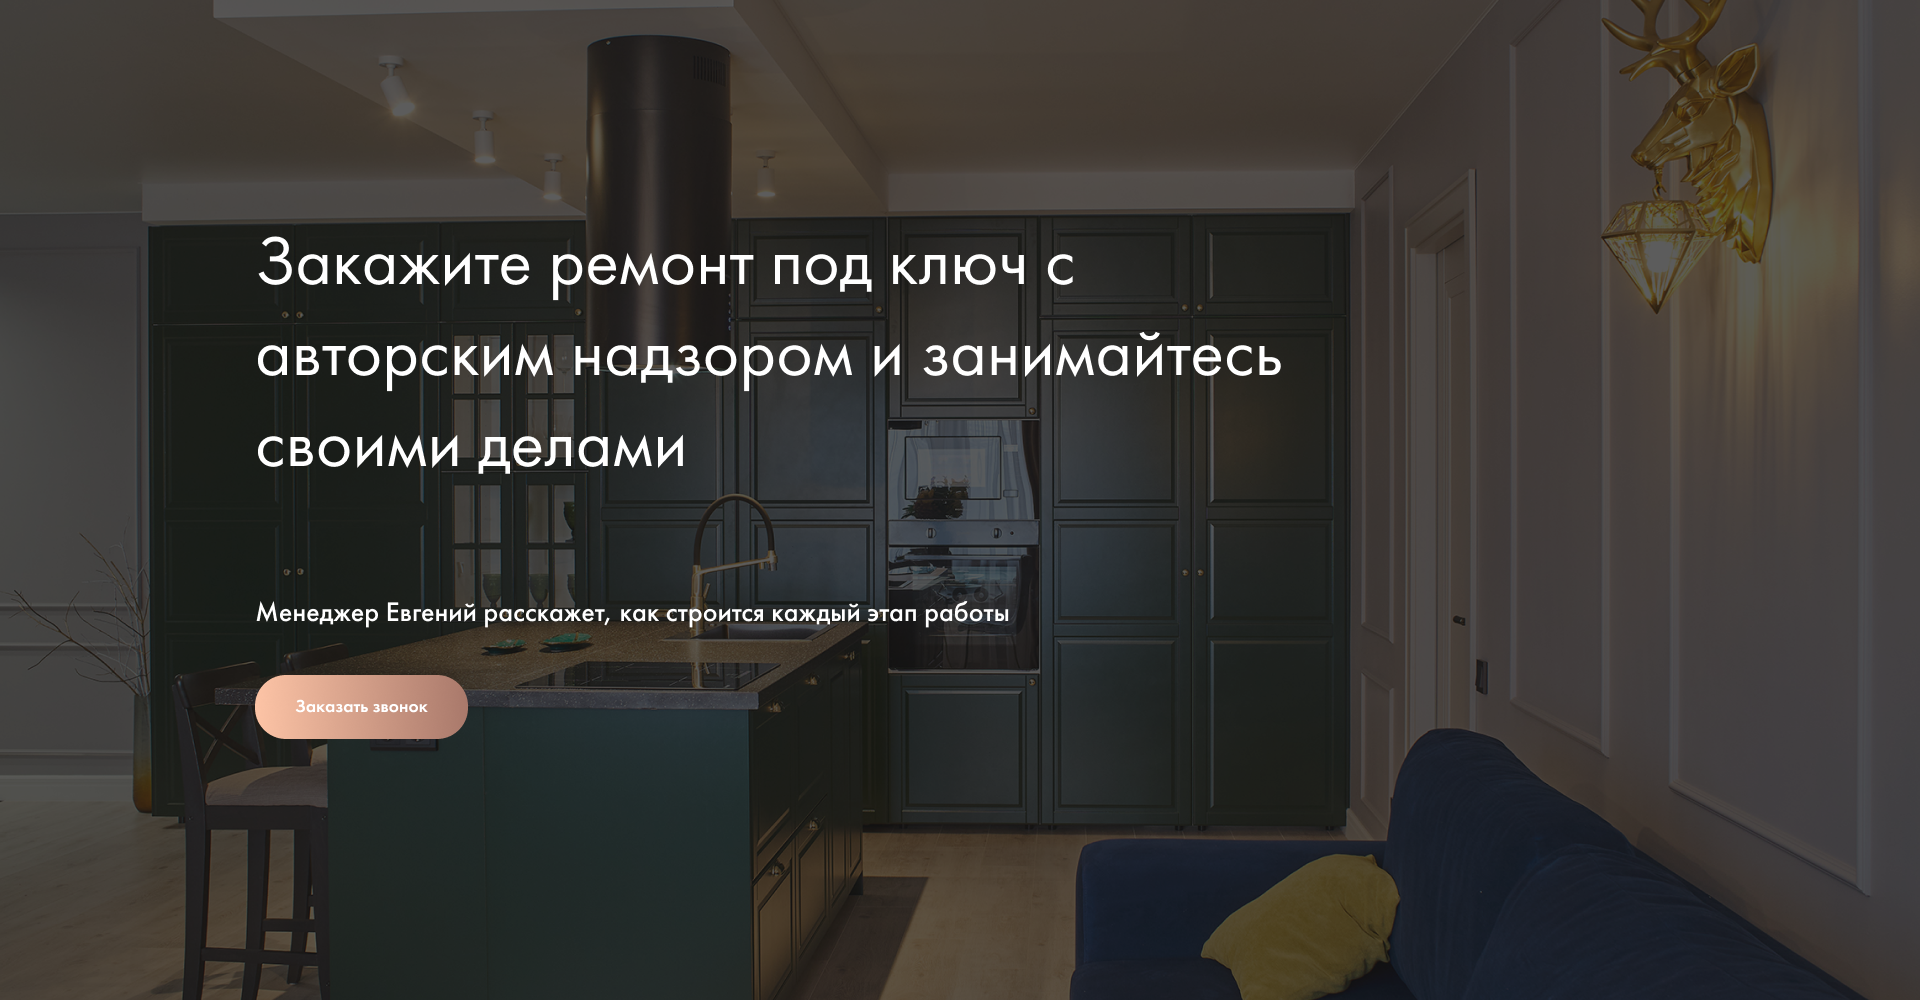 Закажите ремонт под ключ с
авторским надзором и занимайтесь
своими делами
Менеджер Евгений расскажет, как строится каждый этап работы
Заказать звонок